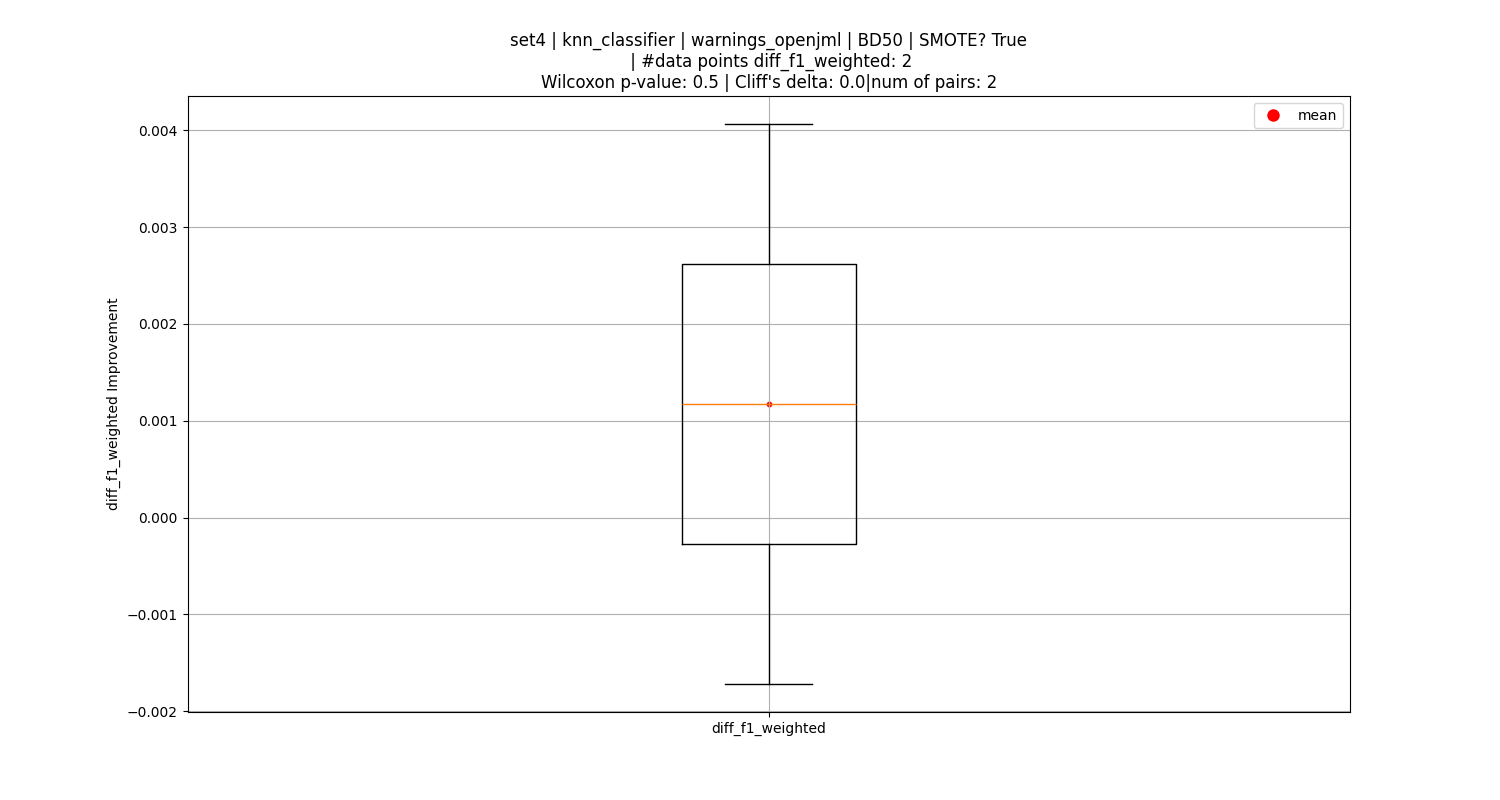 set4 | knn_classifier | warnings_openjml | BD50 | SMOTE? True
| #data points diff_f1_weighted: 2
Wilcoxon p-value: 0.5 | Cliff's delta: 0.0|num of pairs: 2
mean
0.004
0.003
0.002
0.001
0.000
−0.001
−0.002
diff_f1_weighted Improvement
diff_f1_weighted